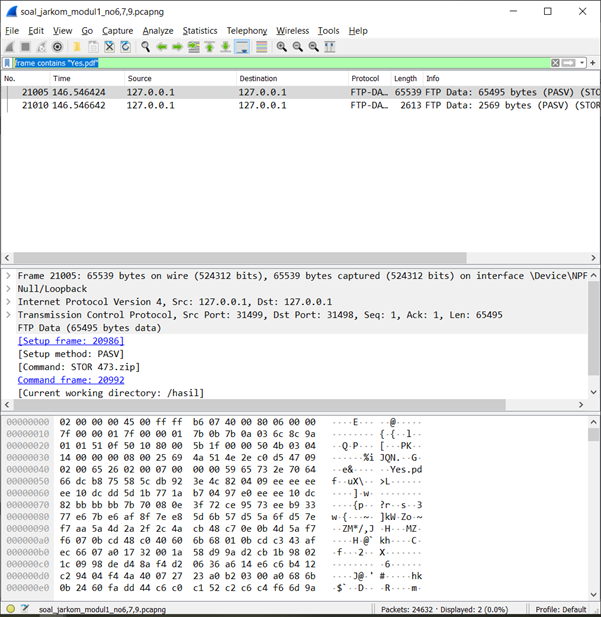 soal_jarkom_modul1_no6,7,9.pcapng
File Edit View Go Capture Analyze Statistics Telephony Wireless Tools Help
frame contains "Yes.pdf"
No. Time Source Destination Protocol Length Info
21005 146.546424 127.0.0.1 127.0.0.1 FTP-DA… 65539 FTP Data: 65495 bytes (PASV) (STO
21010 146.546642 127.0.0.1 127.0.0.1 FTP-DA… 2613 FTP Data: 2569 bytes (PASV) (STOR
Frame 21005: 65539 bytes on wire (524312 bits), 65539 bytes captured (524312 bits) on interface \Device\NPF
Null/Loopback
Internet Protocol Version 4, Src: 127.0.0.1, Dst: 127.0.0.1
Transmission Control Protocol, Src Port: 31499, Dst Port: 31498, Seq: 1, Ack: 1, Len: 65495
FTP Data (65495 bytes data)
[Setup frame: 20986]
[Setup method: PASV]
[Command: STOR 473.zip]
Command frame: 20992
[Current working directory: /hasil]
00000000 02 00 00 00 45 00 ff ff b6 07 40 00 80 06 00 00 ····E··· ··@·····
00000010 7f 00 00 01 7f 00 00 01 7b 0b 7b 0a 03 6c 8c 9a ········ {·{··l··
00000020 01 01 51 0f 50 10 80 00 5b 1f 00 00 50 4b 03 04 ··Q·P··· [···PK··
00000030 14 00 00 00 08 00 25 69 4a 51 4e 2e c0 d5 47 09 ······%i JQN.··G·
00000040 02 00 65 26 02 00 07 00 00 00 59 65 73 2e 70 64 ··e&···· ··Yes.pd
00000050 66 dc b8 75 58 5c db 92 3e 4c 82 04 09 ee ee ee f··uX\·· >L······
00000060 ee 10 dc dd 5d 1b 77 1a b7 04 97 e0 ee ee 10 dc ····]·w· ········
00000070 82 bb bb bb 7b 70 08 0e 3f 72 ce 95 73 ee b9 33 ····{p·· ?r··s··3
00000080 77 e6 7b e6 af 8f 7e e8 5d 6b 57 d5 5a 6f d5 7e w·{···~· ]kW·Zo·~
00000090 f7 aa 5a 4d 2a 2f 2c 4a cb 48 c7 0e 0b 4d 5a f7 ··ZM*/,J ·H···MZ·
000000a0 f6 07 0b cd 48 c0 40 60 6b 68 01 0b cd c3 43 af ····H·@` kh····C·
000000b0 ec 66 07 a0 17 32 00 1a 58 d9 9a d2 cb 1b 98 02 ·f···2·· X·······
000000c0 1c 09 98 de d4 8a f4 d2 06 36 a6 14 e6 c6 b4 12 ········ ·6······
000000d0 c2 94 04 f4 4a 40 07 27 23 a0 b2 03 00 a0 68 6b ····J@·' #·····hk
000000e0 0b 24 60 fa dd 44 c6 c0 c1 52 c2 c6 c4 f6 6d 9a ·$`··D·· ·R····m·
soal_jarkom_modul1_no6,7,9.pcapng Packets: 24632 · Displayed: 2 (0.0%) Profile: Default